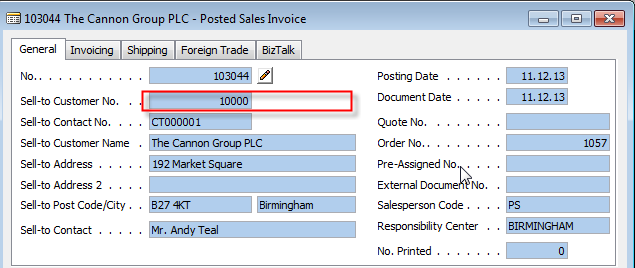 103044 The Cannon Group PLC - Posted Sales Invoice
General Invoicing Shipping Foreign Trade BizTalk
No. 103044 Posting Date 11.12.13
Sell-to Customer No. 10000 Document Date 11.12.13
Sell-to Contact No. CT000001 Quote No.
Sell-to Customer Name The Cannon Group PLC Order No. 1057
Sell-to Address 192 Market Square Pre-Assigned No.
Sell-to Address 2 External Document No.
Sell-to Post Code/City B27 4KT Birmingham Salesperson Code PS
Sell-to Contact Mr. Andy Teal Responsibility Center BIRMINGHAM
No. Printed 0